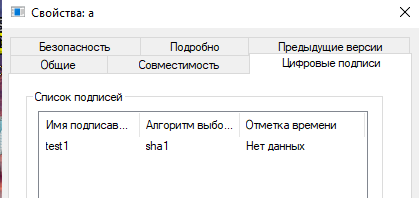 Свойства: a
Безопасность Подробно Предыдущие версии
Общие Совместимость Цифровые подписи
Список подписей
Имя подписав... Алгоритм выбо... Отметка времени
test1 sha1 Нет данных